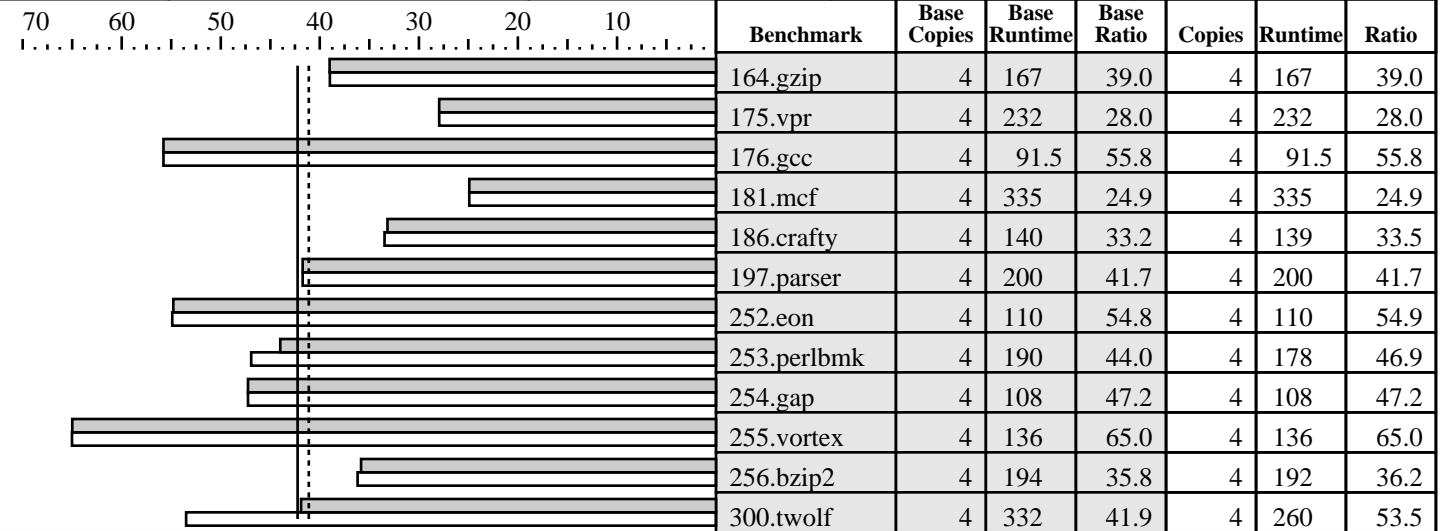 70 60 50 40 30 20 10
Benchmark Base Copies Base Runtime Base Ratio Copies Runtime Ratio
164.gzip 4 167 39.0 4 167 39.0
175.vpr 4 232 28.0 4 232 28.0
176.gcc 4 91.5 55.8 4 91.5 55.8
181.mcf 4 335 24.9 4 335 24.9
186.crafty 4 140 33.2 4 139 33.5
197.parser 4 200 41.7 4 200 41.7
252.eon 4 110 54.8 4 110 54.9
253.perlbmk 4 190 44.0 4 178 46.9
254.gap 4 108 47.2 4 108 47.2
255.vortex 4 136 65.0 4 136 65.0
256.bzip2 4 194 35.8 4 192 36.2
300.twolf 4 332 41.9 4 260 53.5